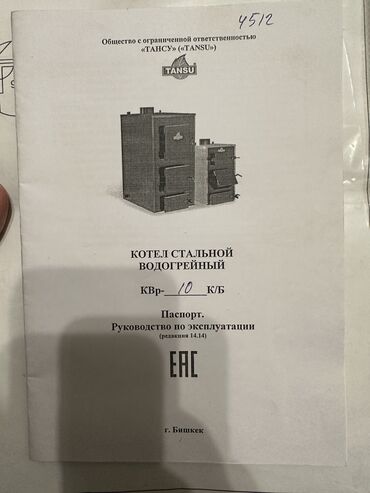 4512
Общество с ограниченной ответственностью
«ТАНСУ» («TANSU»)
TANSU
КОТЕЛ СТАЛЬНОЙ
ВОДОГРЕЙНЫЙ
КВр-___10___К/Б
Паспорт.
Руководство по эксплуатации
(редакция 14.14)
EAC
г. Бишкек